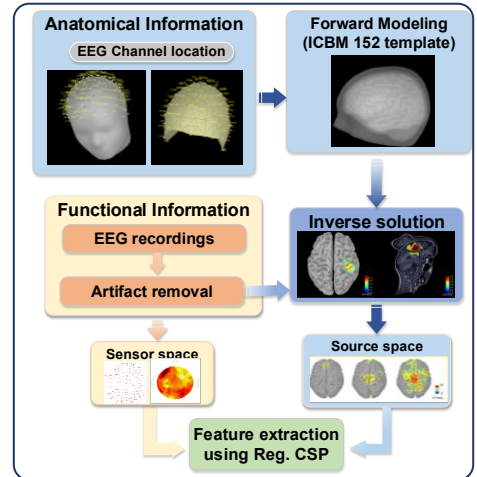 Anatomical Information
EEG Channel location
Forward Modeling
(ICBM 152 template)
Functional Information
EEG recordings
Artifact removal
Inverse solution
Sensor space
Source space
Feature extraction
using Reg. CSP